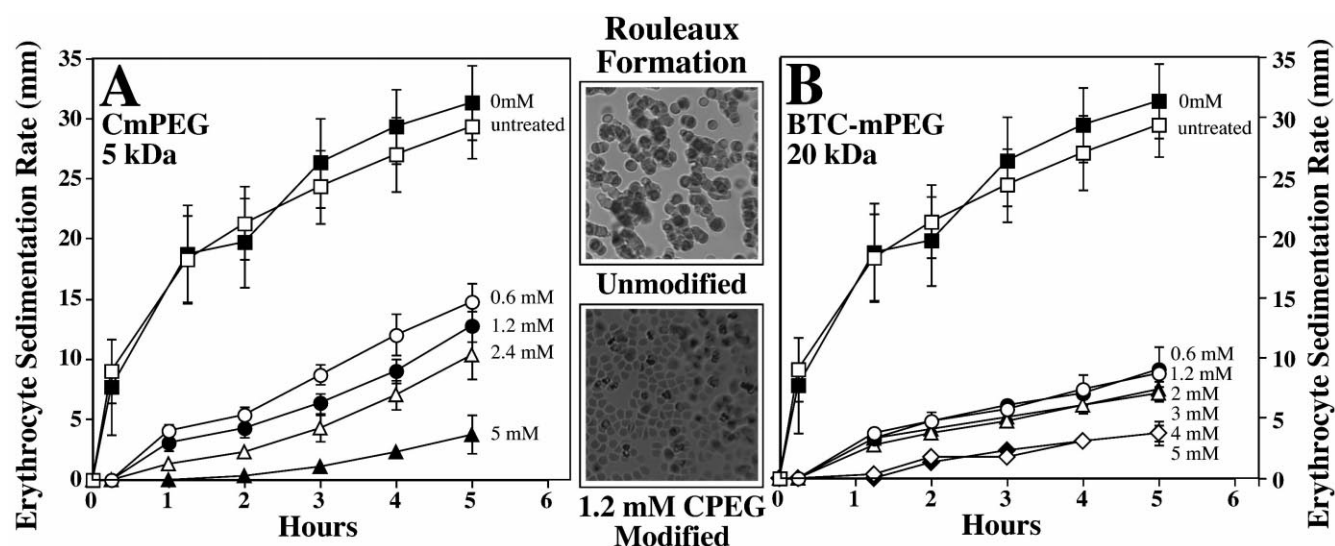 Erythrocyte Sedimentation Rate (mm)
35
30
25
20
15
10
5
0
A
CmPEG
5 kDa
0mM
untreated
0.6 mM
1.2 mM
2.4 mM
5 mM
0 1 2 3 4 5 6
Hours
Rouleaux
Formation
Unmodified
1.2 mM CPEG
Modified
B
BTC-mPEG
20 kDa
0mM
untreated
0.6 mM
1.2 mM
2 mM
3 mM
4 mM
5 mM
0 1 2 3 4 5 6
Hours
35
30
25
20
15
10
5
0
Erythrocyte Sedimentation Rate (mm)